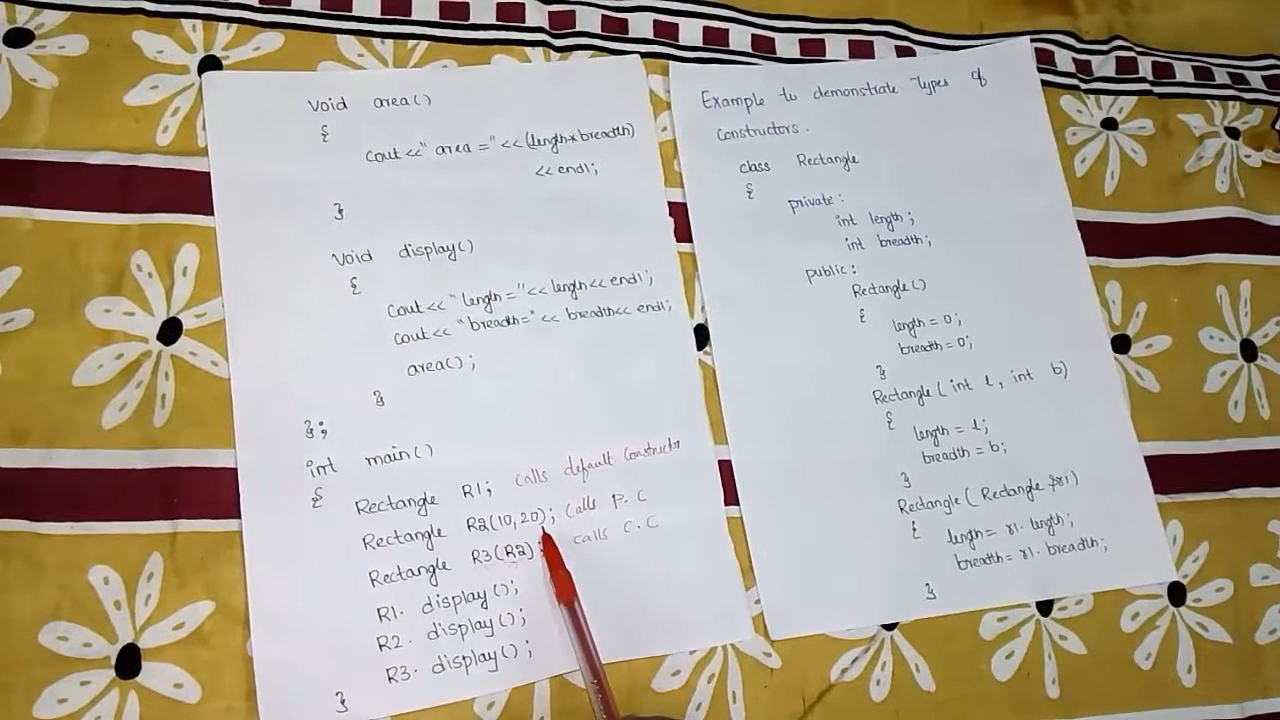 Void area()
{
cout<<" area =" <<(length*breadth)
<< endl;
}
Void display()
{
cout<<" length="<< length<< endl;
cout<< "breadth="<< breadth<< endl;
area();
}
};
int main()
{ Rectangle R1; calls default constructor
Rectangle R2(10,20); calls P.C
Rectangle R3(R2); calls C.C
R1. display();
R2. display();
R3. display();
}
Example to demonstrate Types of
constructors.
class Rectangle
{
private:
int length;
int breadth;
public:
Rectangle()
{
length = 0;
breadth = 0;
}
Rectangle( int l, int b)
{
length = l;
breadth = b;
}
Rectangle( Rectangle &r1)
{ length= r1. length;
breadth= r1. breadth;
}